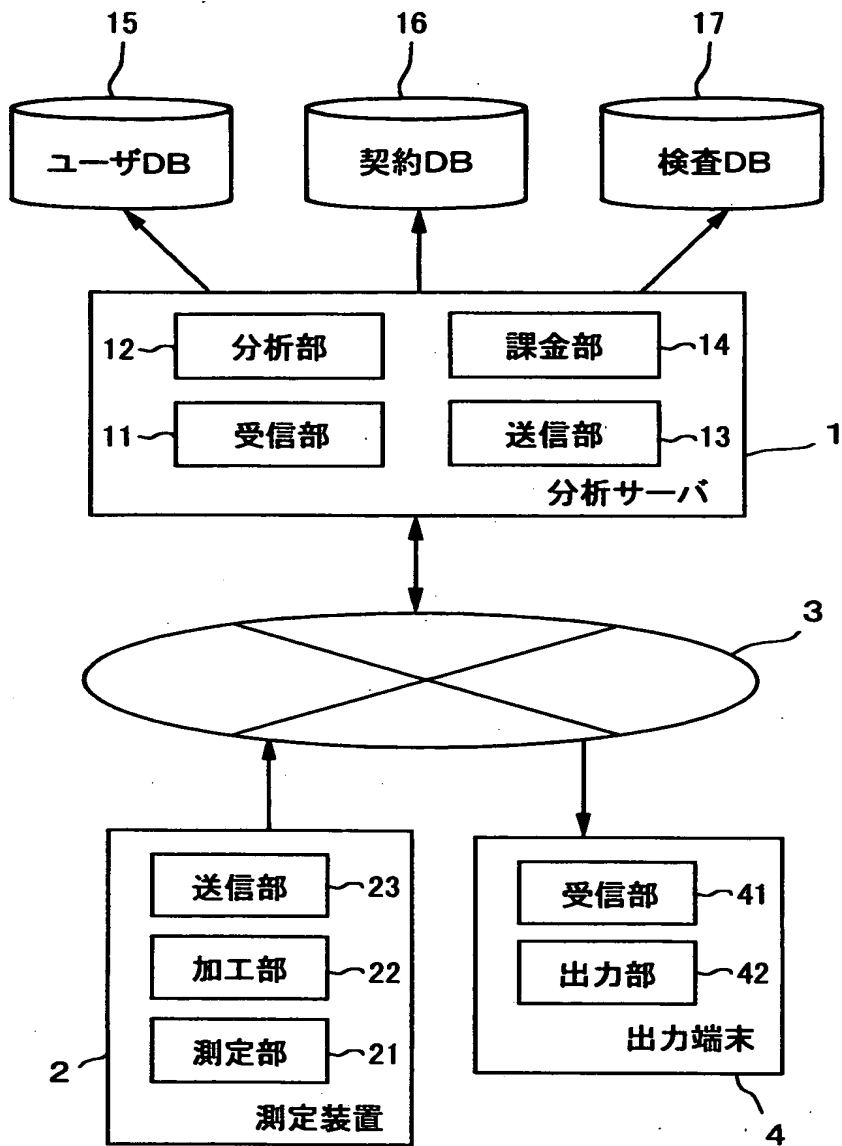 15 16 17
ユーザDB 契約DB 検査DB
12 分析部 課金部 14
11 受信部 送信部 13
1
分析サーバ
3
送信部 23
受信部 41
加工部 22
出力部 42
測定部 21
出力端末
2
測定装置
4